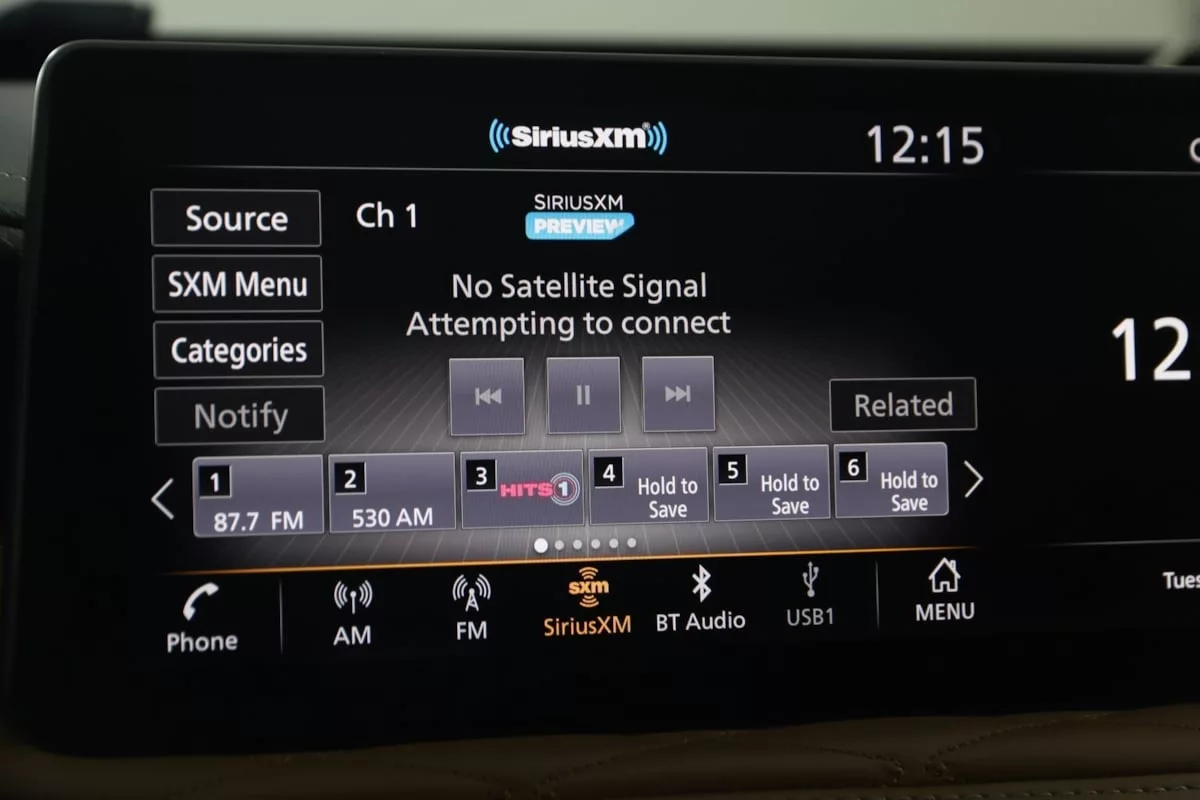 SiriusXM®
12:15
Source
Ch 1
SIRIUSXM
PREVIEW
SXM Menu
No Satellite Signal
Attempting to connect
Categories
Notify
Related
12
1
87.7 FM
2
530 AM
3
HITS 1
4
Hold to
Save
5
Hold to
Save
6
Hold to
Save
Phone
AM
FM
sxm
SiriusXM
BT Audio
USB1
MENU
Tues